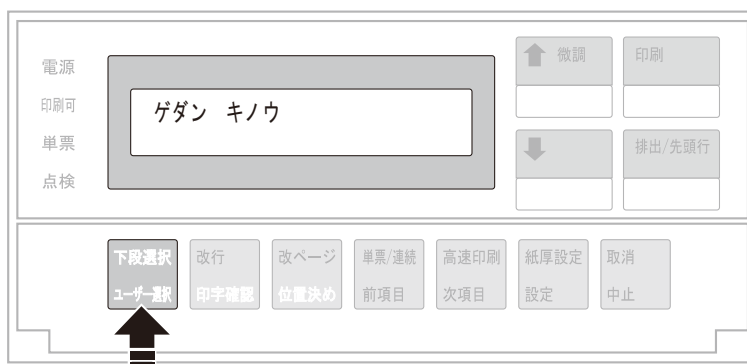 電源
印刷可
単票
点検
ゲダン キノウ
微調
印刷
排出/先頭行
下段選択 改行 改ページ 単票/連続 高速印刷 紙厚設定 取消
ユーザー選択 印字確認 位置決め 前項目 次項目 設定 中止